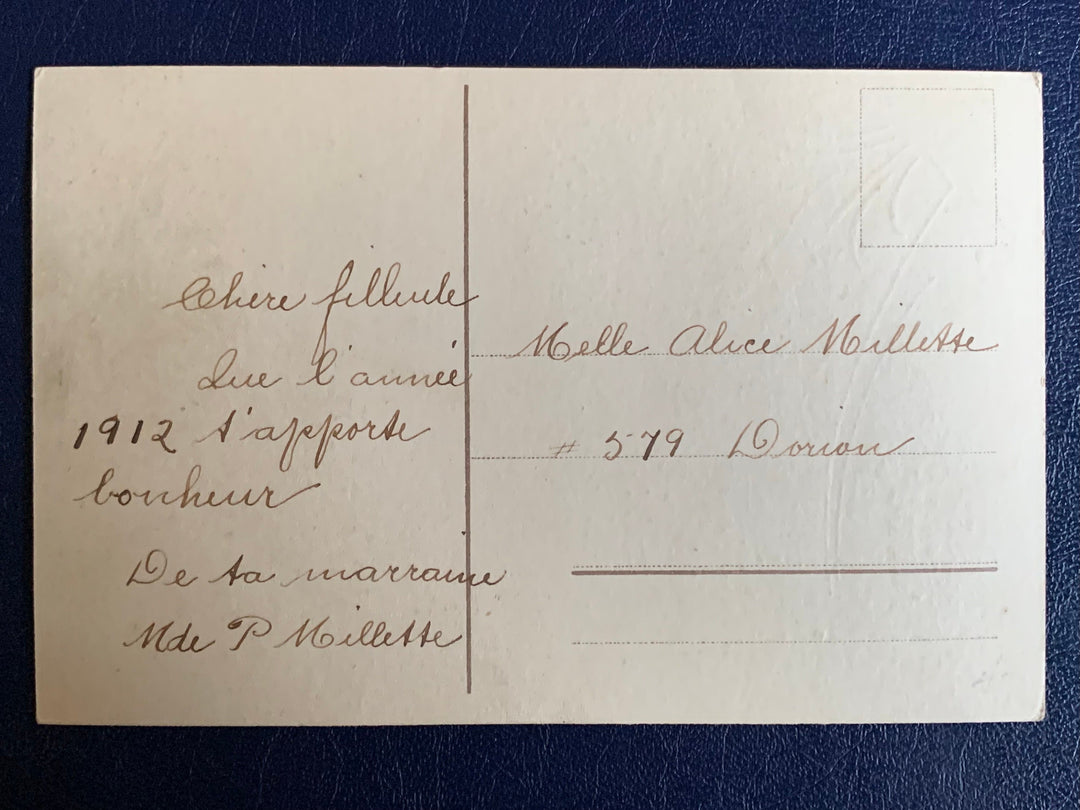 Chère filleule
Que l'année
1912 t'apporte
bonheur
De ta marraine
Mde P Millette
Melle Alice Millette
# 579 Dorion